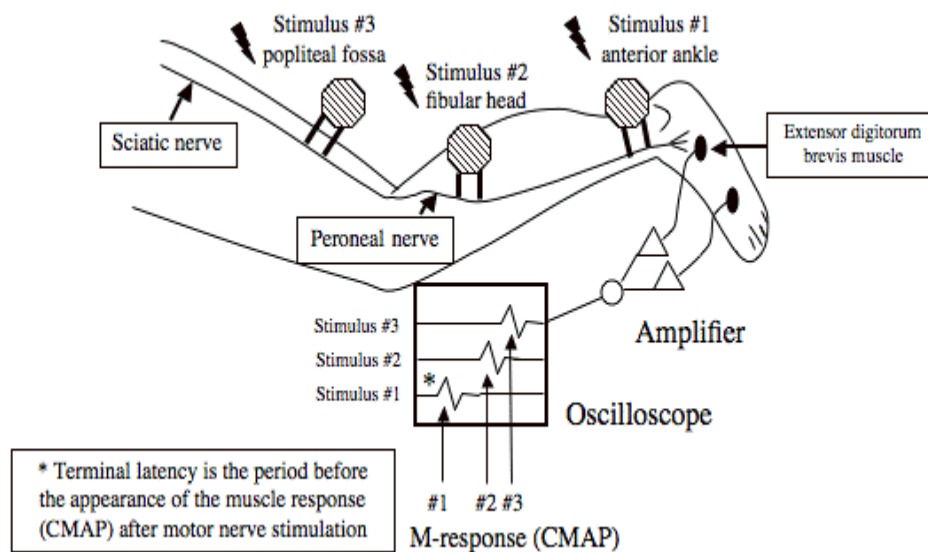 Stimulus #3
popliteal fossa
Stimulus #2
fibular head
Stimulus #1
anterior ankle
Sciatic nerve
Extensor digitorum
brevis muscle
Peroneal nerve
Stimulus #3
Stimulus #2
Stimulus #1
*
Amplifier
Oscilloscope
* Terminal latency is the period before
the appearance of the muscle response
(CMAP) after motor nerve stimulation
#1 #2 #3
M-response (CMAP)